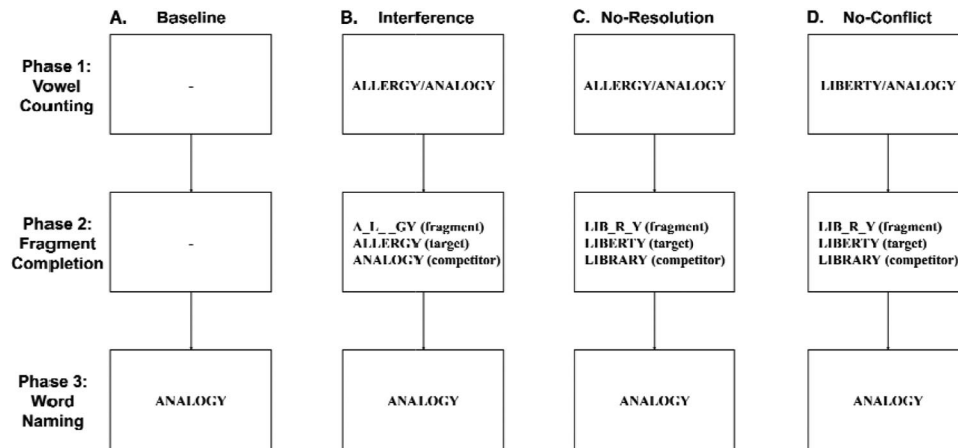 A. Baseline
B. Interference
C. No-Resolution
D. No-Conflict
Phase 1:
Vowel
Counting
-
ALLERGY/ANALOGY
ALLERGY/ANALOGY
LIBERTY/ANALOGY
Phase 2:
Fragment
Completion
-
A_L_ _GY (fragment)
ALLERGY (target)
ANALOGY (competitor)
LIB_R_Y (fragment)
LIBERTY (target)
LIBRARY (competitor)
LIB_R_Y (fragment)
LIBERTY (target)
LIBRARY (competitor)
Phase 3:
Word
Naming
ANALOGY
ANALOGY
ANALOGY
ANALOGY